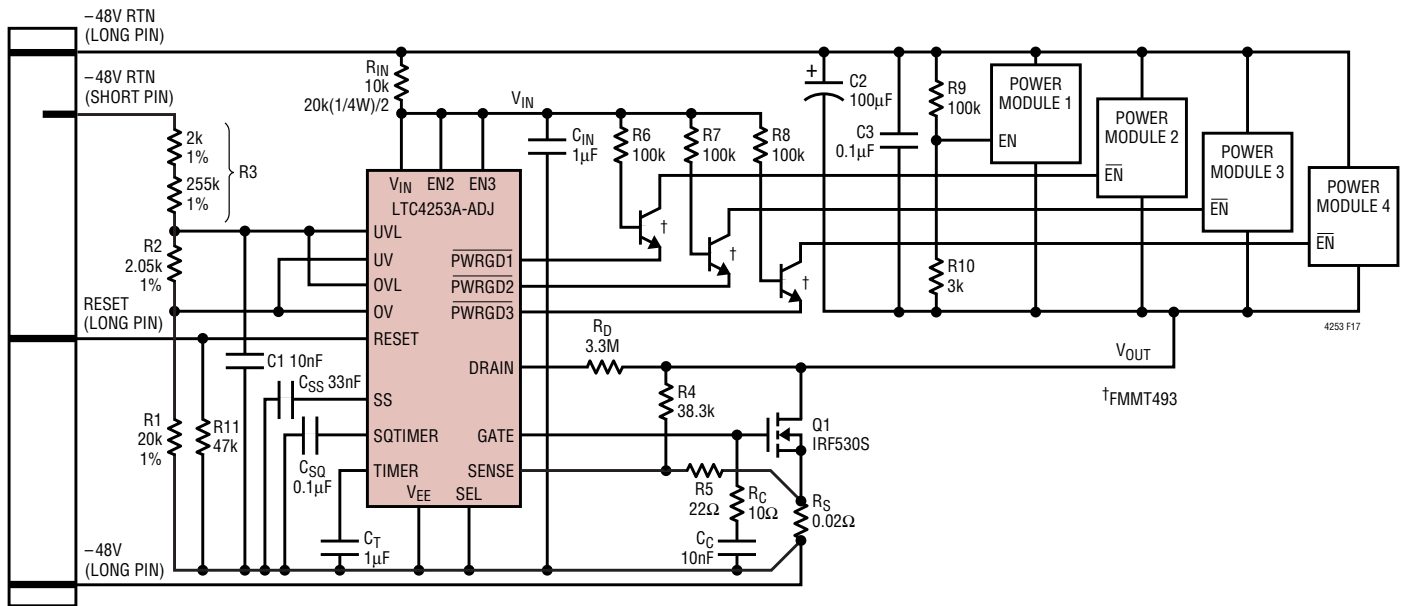 –48V RTN
(LONG PIN)
–48V RTN
(SHORT PIN)
RIN
10k
20k(1/4W)/2
VIN
2k
1%
255k
1%
R3
R2
2.05k
1%
RESET
(LONG PIN)
R1
20k
1%
R11
47k
C1 10nF
CSS 33nF
CSQ
0.1µF
CT
1µF
–48V
(LONG PIN)
VIN EN2 EN3
LTC4253A-ADJ
UVL
UV
OVL
OV
RESET
SS
SQTIMER
TIMER
VEE
SEL
PWRGD1
PWRGD2
PWRGD3
DRAIN
GATE
SENSE
CIN
1µF
R6
100k
R7
100k
R8
100k
†
†
†
RD
3.3M
R4
38.3k
R5
22Ω
RC
10Ω
CC
10nF
Q1
IRF530S
RS
0.02Ω
VOUT
†FMMT493
+
C2
100µF
C3
0.1µF
R9
100k
R10
3k
POWER
MODULE 1
EN
POWER
MODULE 2
EN
POWER
MODULE 3
EN
POWER
MODULE 4
EN
4253 F17